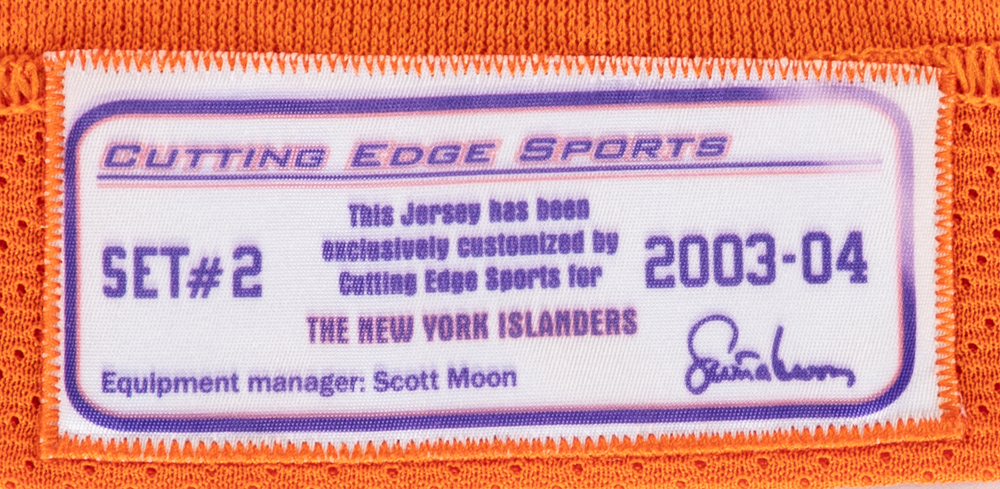 CUTTING EDGE SPORTS
This Jersey has been
exclusively customized by
Cutting Edge Sports for
SET#2
2003-04
THE NEW YORK ISLANDERS
Equipment manager: Scott Moon